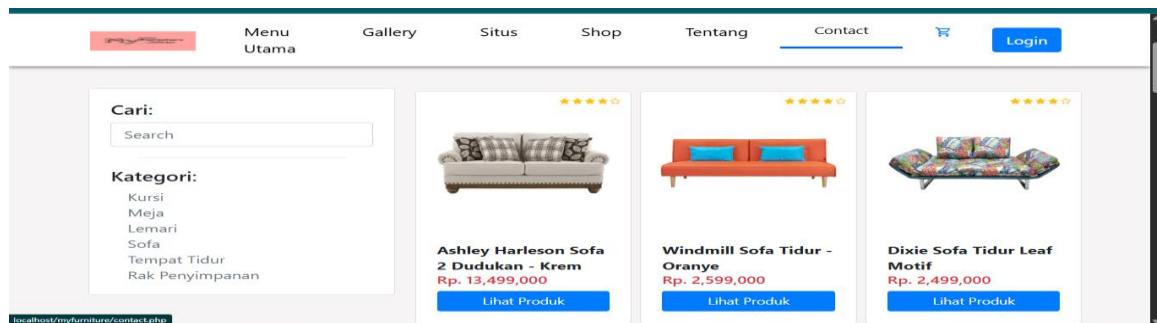 Menu
Utama
Gallery
Situs
Shop
Tentang
Contact
Login
Cari:
Search
Kategori:
Kursi
Meja
Lemari
Sofa
Tempat Tidur
Rak Penyimpanan
Ashley Harleson Sofa
2 Dudukan - Krem
Rp. 13,499,000
Lihat Produk
Windmill Sofa Tidur -
Oranye
Rp. 2,599,000
Lihat Produk
Dixie Sofa Tidur Leaf
Motif
Rp. 2,499,000
Lihat Produk
localhost/myfurniture/contact.php